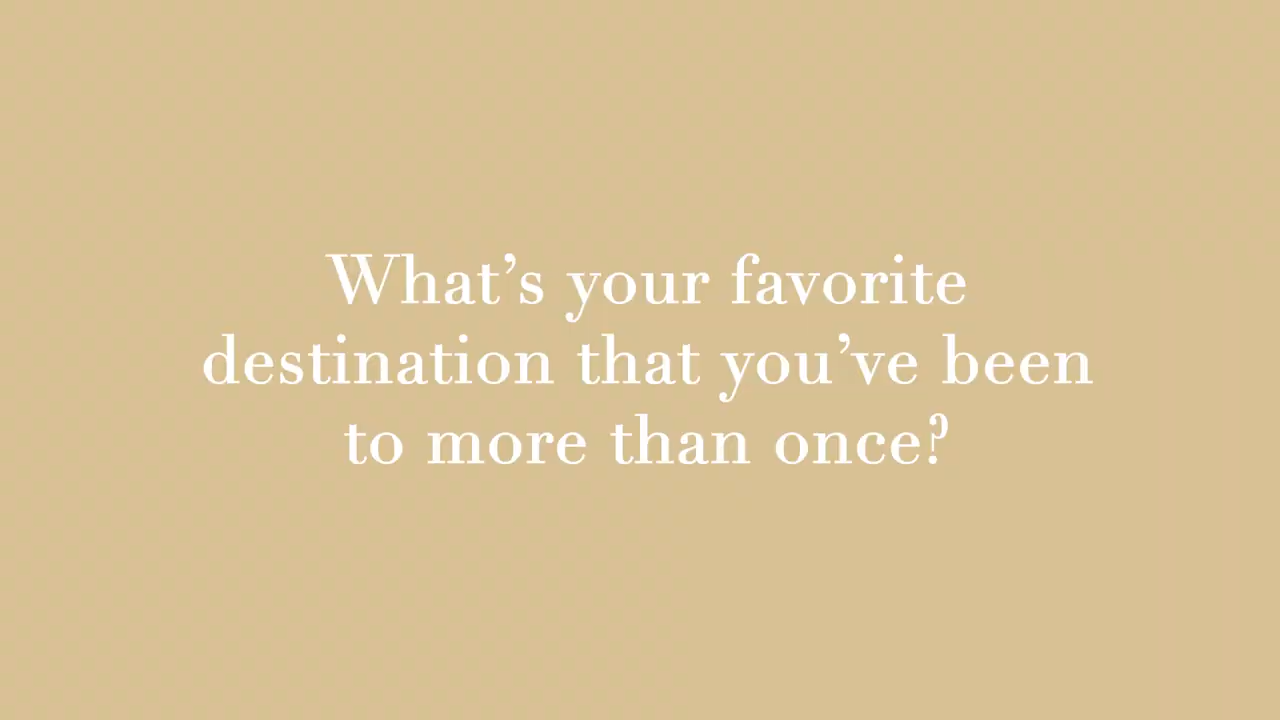 What’s your favorite
destination that you’ve been
to more than once?